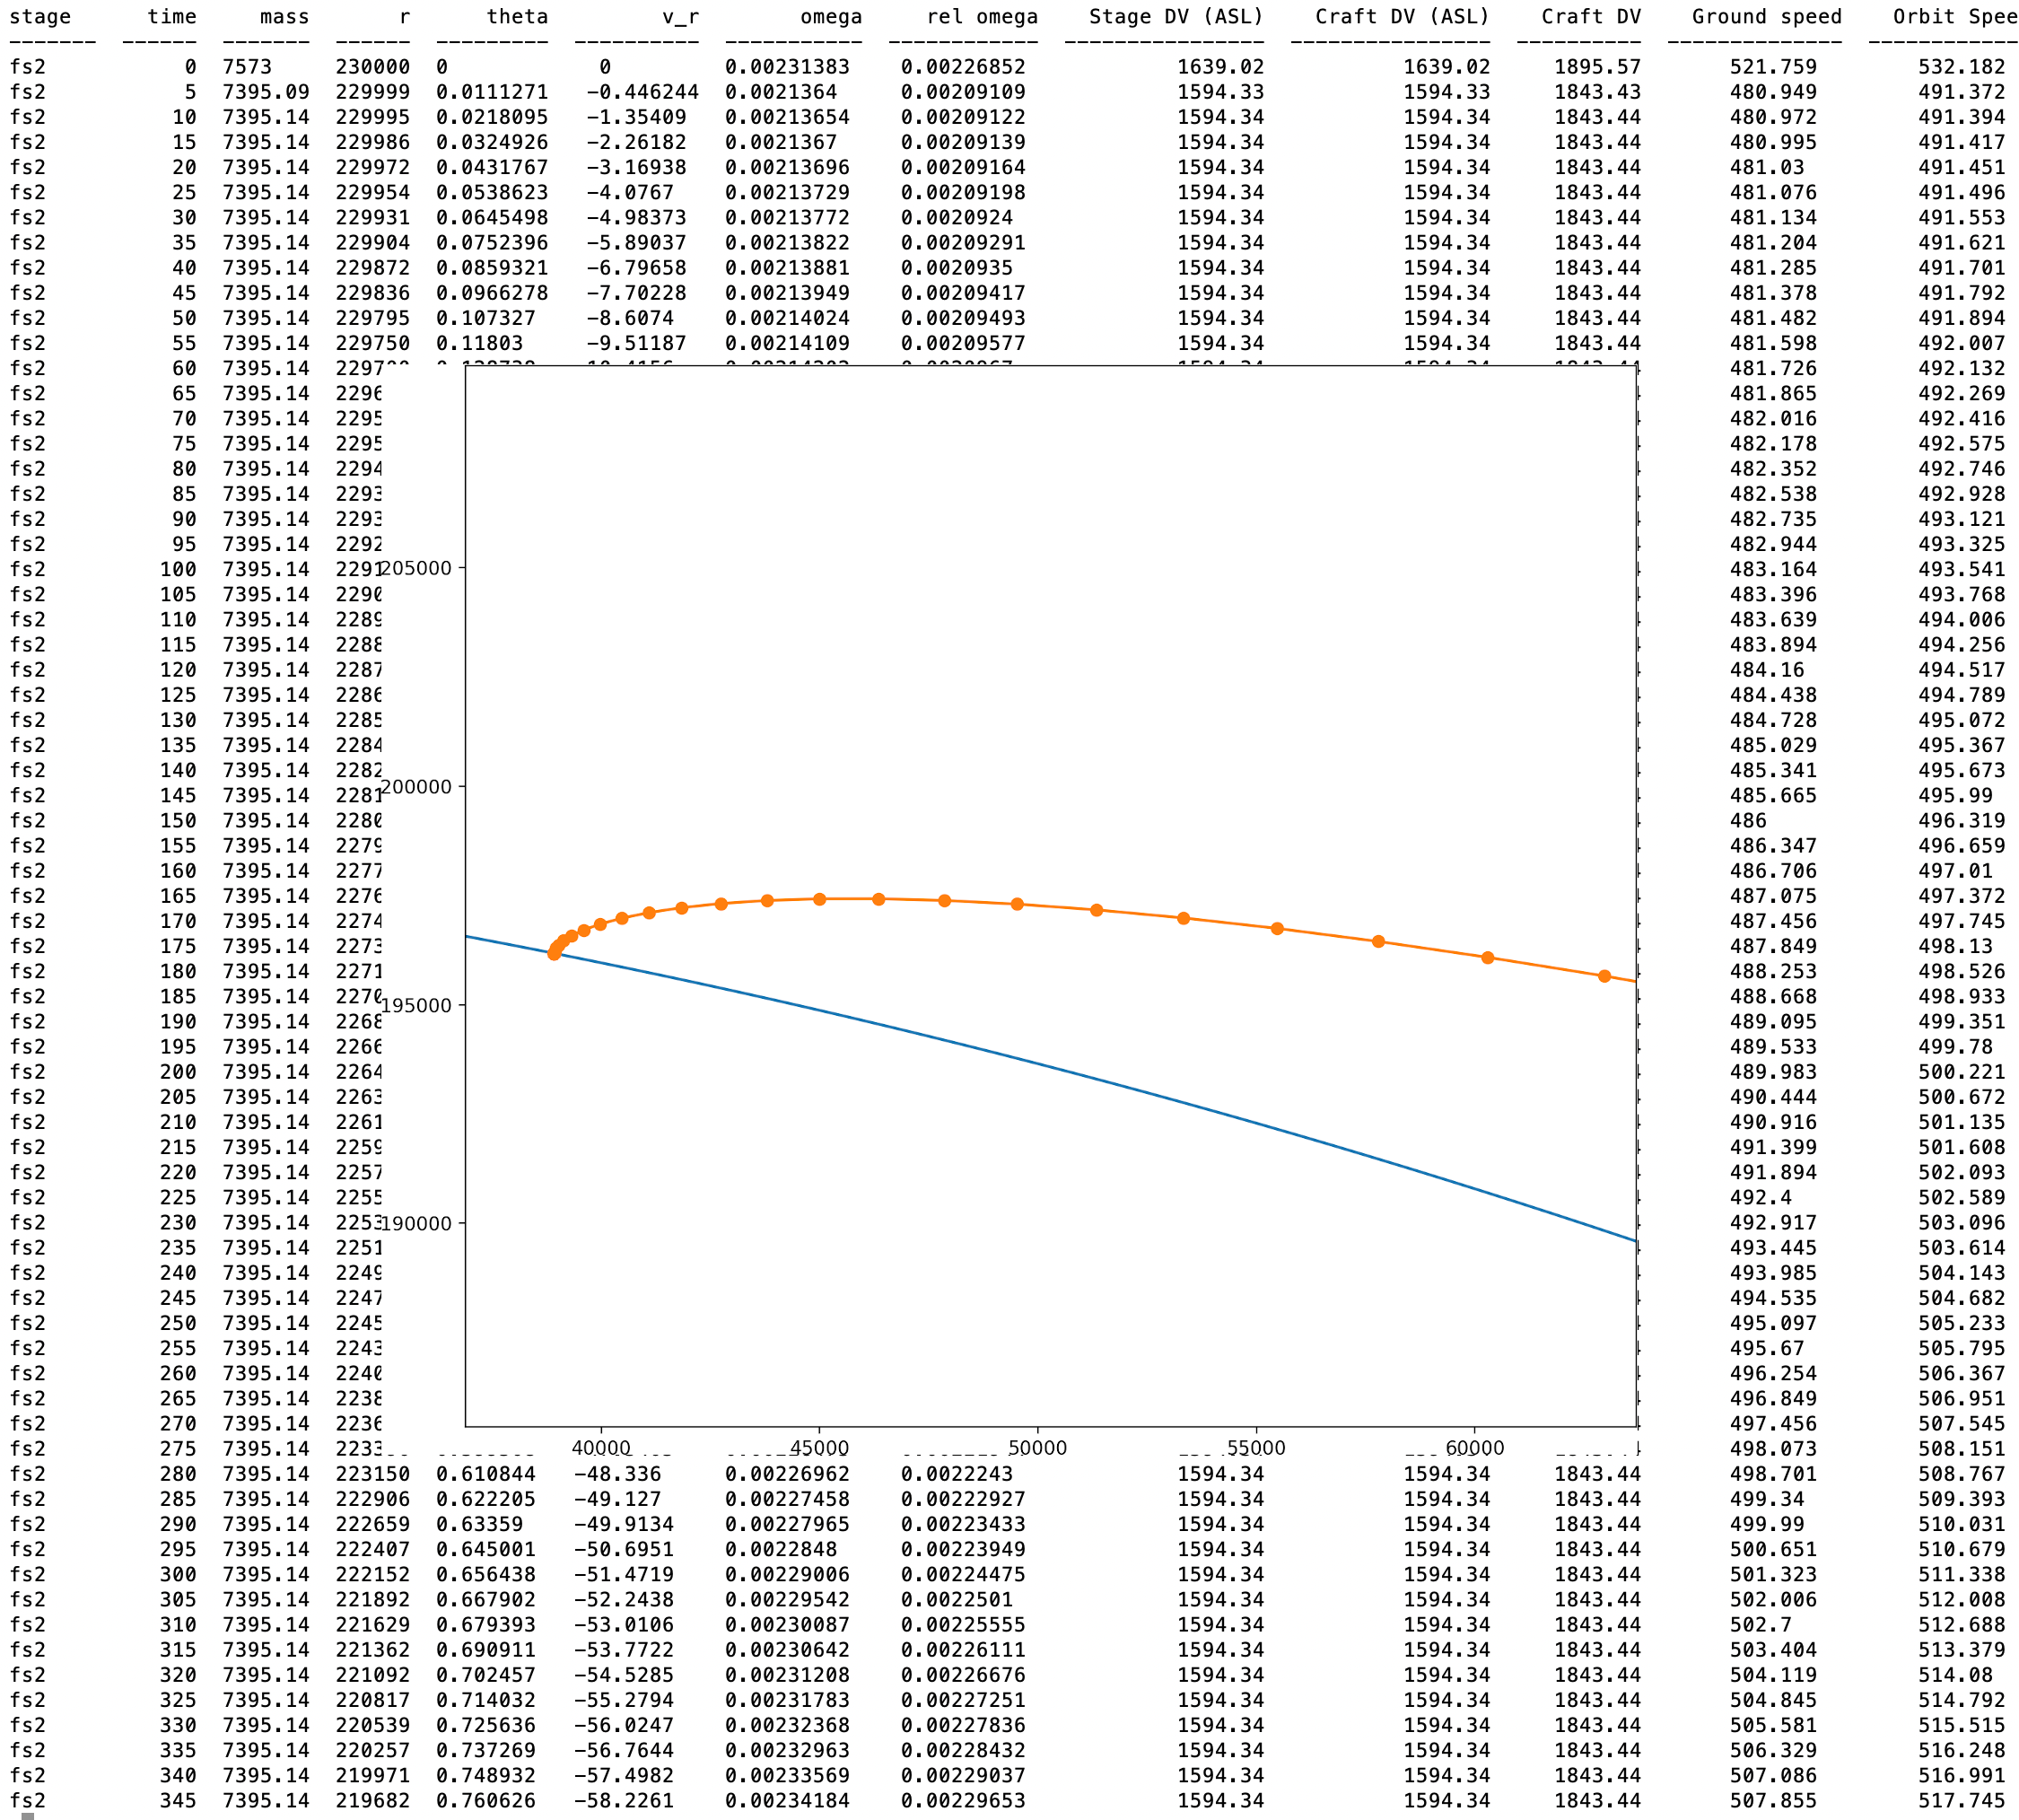 stage time mass r theta v_r omega rel omega Stage DV (ASL) Craft DV (ASL) Craft DV Ground speed Orbit Spee
------- ------ ------- ------ --------- ---------- ----------- ------------ ---------------- ---------------- ---------- -------------- ------------
fs2 0 7573 230000 0 0 0.00231383 0.00226852 1639.02 1639.02 1895.57 521.759 532.182
fs2 5 7395.09 229999 0.0111271 -0.446244 0.0021364 0.00209109 1594.33 1594.33 1843.43 480.949 491.372
fs2 10 7395.14 229995 0.0218095 -1.35409 0.00213654 0.00209122 1594.34 1594.34 1843.44 480.972 491.394
fs2 15 7395.14 229986 0.0324926 -2.26182 0.0021367 0.00209139 1594.34 1594.34 1843.44 480.995 491.417
fs2 20 7395.14 229972 0.0431767 -3.16938 0.00213696 0.00209164 1594.34 1594.34 1843.44 481.03 491.451
fs2 25 7395.14 229954 0.0538623 -4.0767 0.00213729 0.00209198 1594.34 1594.34 1843.44 481.076 491.496
fs2 30 7395.14 229931 0.0645498 -4.98373 0.00213772 0.0020924 1594.34 1594.34 1843.44 481.134 491.553
fs2 35 7395.14 229904 0.0752396 -5.89037 0.00213822 0.00209291 1594.34 1594.34 1843.44 481.204 491.621
fs2 40 7395.14 229872 0.0859321 -6.79658 0.00213881 0.0020935 1594.34 1594.34 1843.44 481.285 491.701
fs2 45 7395.14 229836 0.0966278 -7.70228 0.00213949 0.00209417 1594.34 1594.34 1843.44 481.378 491.792
fs2 50 7395.14 229795 0.107327 -8.6074 0.00214024 0.00209493 1594.34 1594.34 1843.44 481.482 491.894
fs2 55 7395.14 229750 0.11803 -9.51187 0.00214109 0.00209577 1594.34 1594.34 1843.44 481.598 492.007
fs2 60 7395.14 2297 481.726 492.132
fs2 65 7395.14 2296 481.865 492.269
fs2 70 7395.14 2295 482.016 492.416
fs2 75 7395.14 2295 482.178 492.575
fs2 80 7395.14 2294 482.352 492.746
fs2 85 7395.14 2293 482.538 492.928
fs2 90 7395.14 2293 482.735 493.121
fs2 95 7395.14 2292 482.944 493.325
fs2 100 7395.14 2291 205000 483.164 493.541
fs2 105 7395.14 2290 483.396 493.768
fs2 110 7395.14 2289 483.639 494.006
fs2 115 7395.14 2288 483.894 494.256
fs2 120 7395.14 2287 484.16 494.517
fs2 125 7395.14 2286 484.438 494.789
fs2 130 7395.14 2285 484.728 495.072
fs2 135 7395.14 2284 485.029 495.367
fs2 140 7395.14 2282 485.341 495.673
fs2 145 7395.14 2281 200000 485.665 495.99
fs2 150 7395.14 2280 486 496.319
fs2 155 7395.14 2279 486.347 496.659
fs2 160 7395.14 2277 486.706 497.01
fs2 165 7395.14 2276 487.075 497.372
fs2 170 7395.14 2274 487.456 497.745
fs2 175 7395.14 2273 487.849 498.13
fs2 180 7395.14 2271 488.253 498.526
fs2 185 7395.14 2270 195000 488.668 498.933
fs2 190 7395.14 2268 489.095 499.351
fs2 195 7395.14 2266 489.533 499.78
fs2 200 7395.14 2264 489.983 500.221
fs2 205 7395.14 2263 490.444 500.672
fs2 210 7395.14 2261 490.916 501.135
fs2 215 7395.14 2259 491.399 501.608
fs2 220 7395.14 2257 491.894 502.093
fs2 225 7395.14 2255 492.4 502.589
fs2 230 7395.14 2253 190000 492.917 503.096
fs2 235 7395.14 2251 493.445 503.614
fs2 240 7395.14 2249 493.985 504.143
fs2 245 7395.14 2247 494.535 504.682
fs2 250 7395.14 2245 495.097 505.233
fs2 255 7395.14 2243 495.67 505.795
fs2 260 7395.14 2240 496.254 506.367
fs2 265 7395.14 2238 496.849 506.951
fs2 270 7395.14 2236 497.456 507.545
fs2 275 7395.14 2233 40000 45000 50000 55000 60000 498.073 508.151
fs2 280 7395.14 223150 0.610844 -48.336 0.00226962 0.0022243 1594.34 1594.34 1843.44 498.701 508.767
fs2 285 7395.14 222906 0.622205 -49.127 0.00227458 0.00222927 1594.34 1594.34 1843.44 499.34 509.393
fs2 290 7395.14 222659 0.63359 -49.9134 0.00227965 0.00223433 1594.34 1594.34 1843.44 499.99 510.031
fs2 295 7395.14 222407 0.645001 -50.6951 0.0022848 0.00223949 1594.34 1594.34 1843.44 500.651 510.679
fs2 300 7395.14 222152 0.656438 -51.4719 0.00229006 0.00224475 1594.34 1594.34 1843.44 501.323 511.338
fs2 305 7395.14 221892 0.667902 -52.2438 0.00229542 0.0022501 1594.34 1594.34 1843.44 502.006 512.008
fs2 310 7395.14 221629 0.679393 -53.0106 0.00230087 0.00225555 1594.34 1594.34 1843.44 502.7 512.688
fs2 315 7395.14 221362 0.690911 -53.7722 0.00230642 0.00226111 1594.34 1594.34 1843.44 503.404 513.379
fs2 320 7395.14 221092 0.702457 -54.5285 0.00231208 0.00226676 1594.34 1594.34 1843.44 504.119 514.08
fs2 325 7395.14 220817 0.714032 -55.2794 0.00231783 0.00227251 1594.34 1594.34 1843.44 504.845 514.792
fs2 330 7395.14 220539 0.725636 -56.0247 0.00232368 0.00227836 1594.34 1594.34 1843.44 505.581 515.515
fs2 335 7395.14 220257 0.737269 -56.7644 0.00232963 0.00228432 1594.34 1594.34 1843.44 506.329 516.248
fs2 340 7395.14 219971 0.748932 -57.4982 0.00233569 0.00229037 1594.34 1594.34 1843.44 507.086 516.991
fs2 345 7395.14 219682 0.760626 -58.2261 0.00234184 0.00229653 1594.34 1594.34 1843.44 507.855 517.745